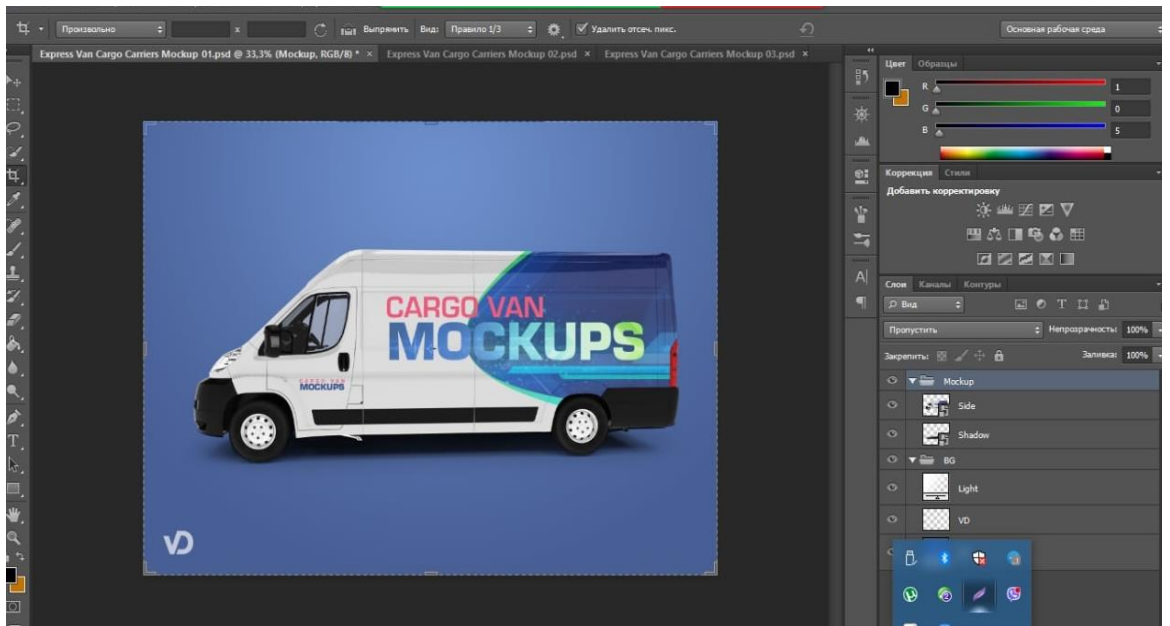 Произвольно x Выпрямить Вид: Правило 1/3 Удалить отсеч. пикс. Основная рабочая среда
Express Van Cargo Carriers Mockup 01.psd @ 33,3% (Mockup, RGB/8) * × Express Van Cargo Carriers Mockup 02.psd × Express Van Cargo Carriers Mockup 03.psd ×
Цвет Образцы
R 1
G 0
B 5
Коррекция Стили
Добавить корректировку
Слои Каналы Контуры
Вид
Пропустить Непрозрачность: 100%
Закрепить: Заливка: 100%
Mockup
Side
Shadow
BG
Light
VD
CARGO VAN
MOCKUPS
CARGO VAN
MOCKUPS
VD